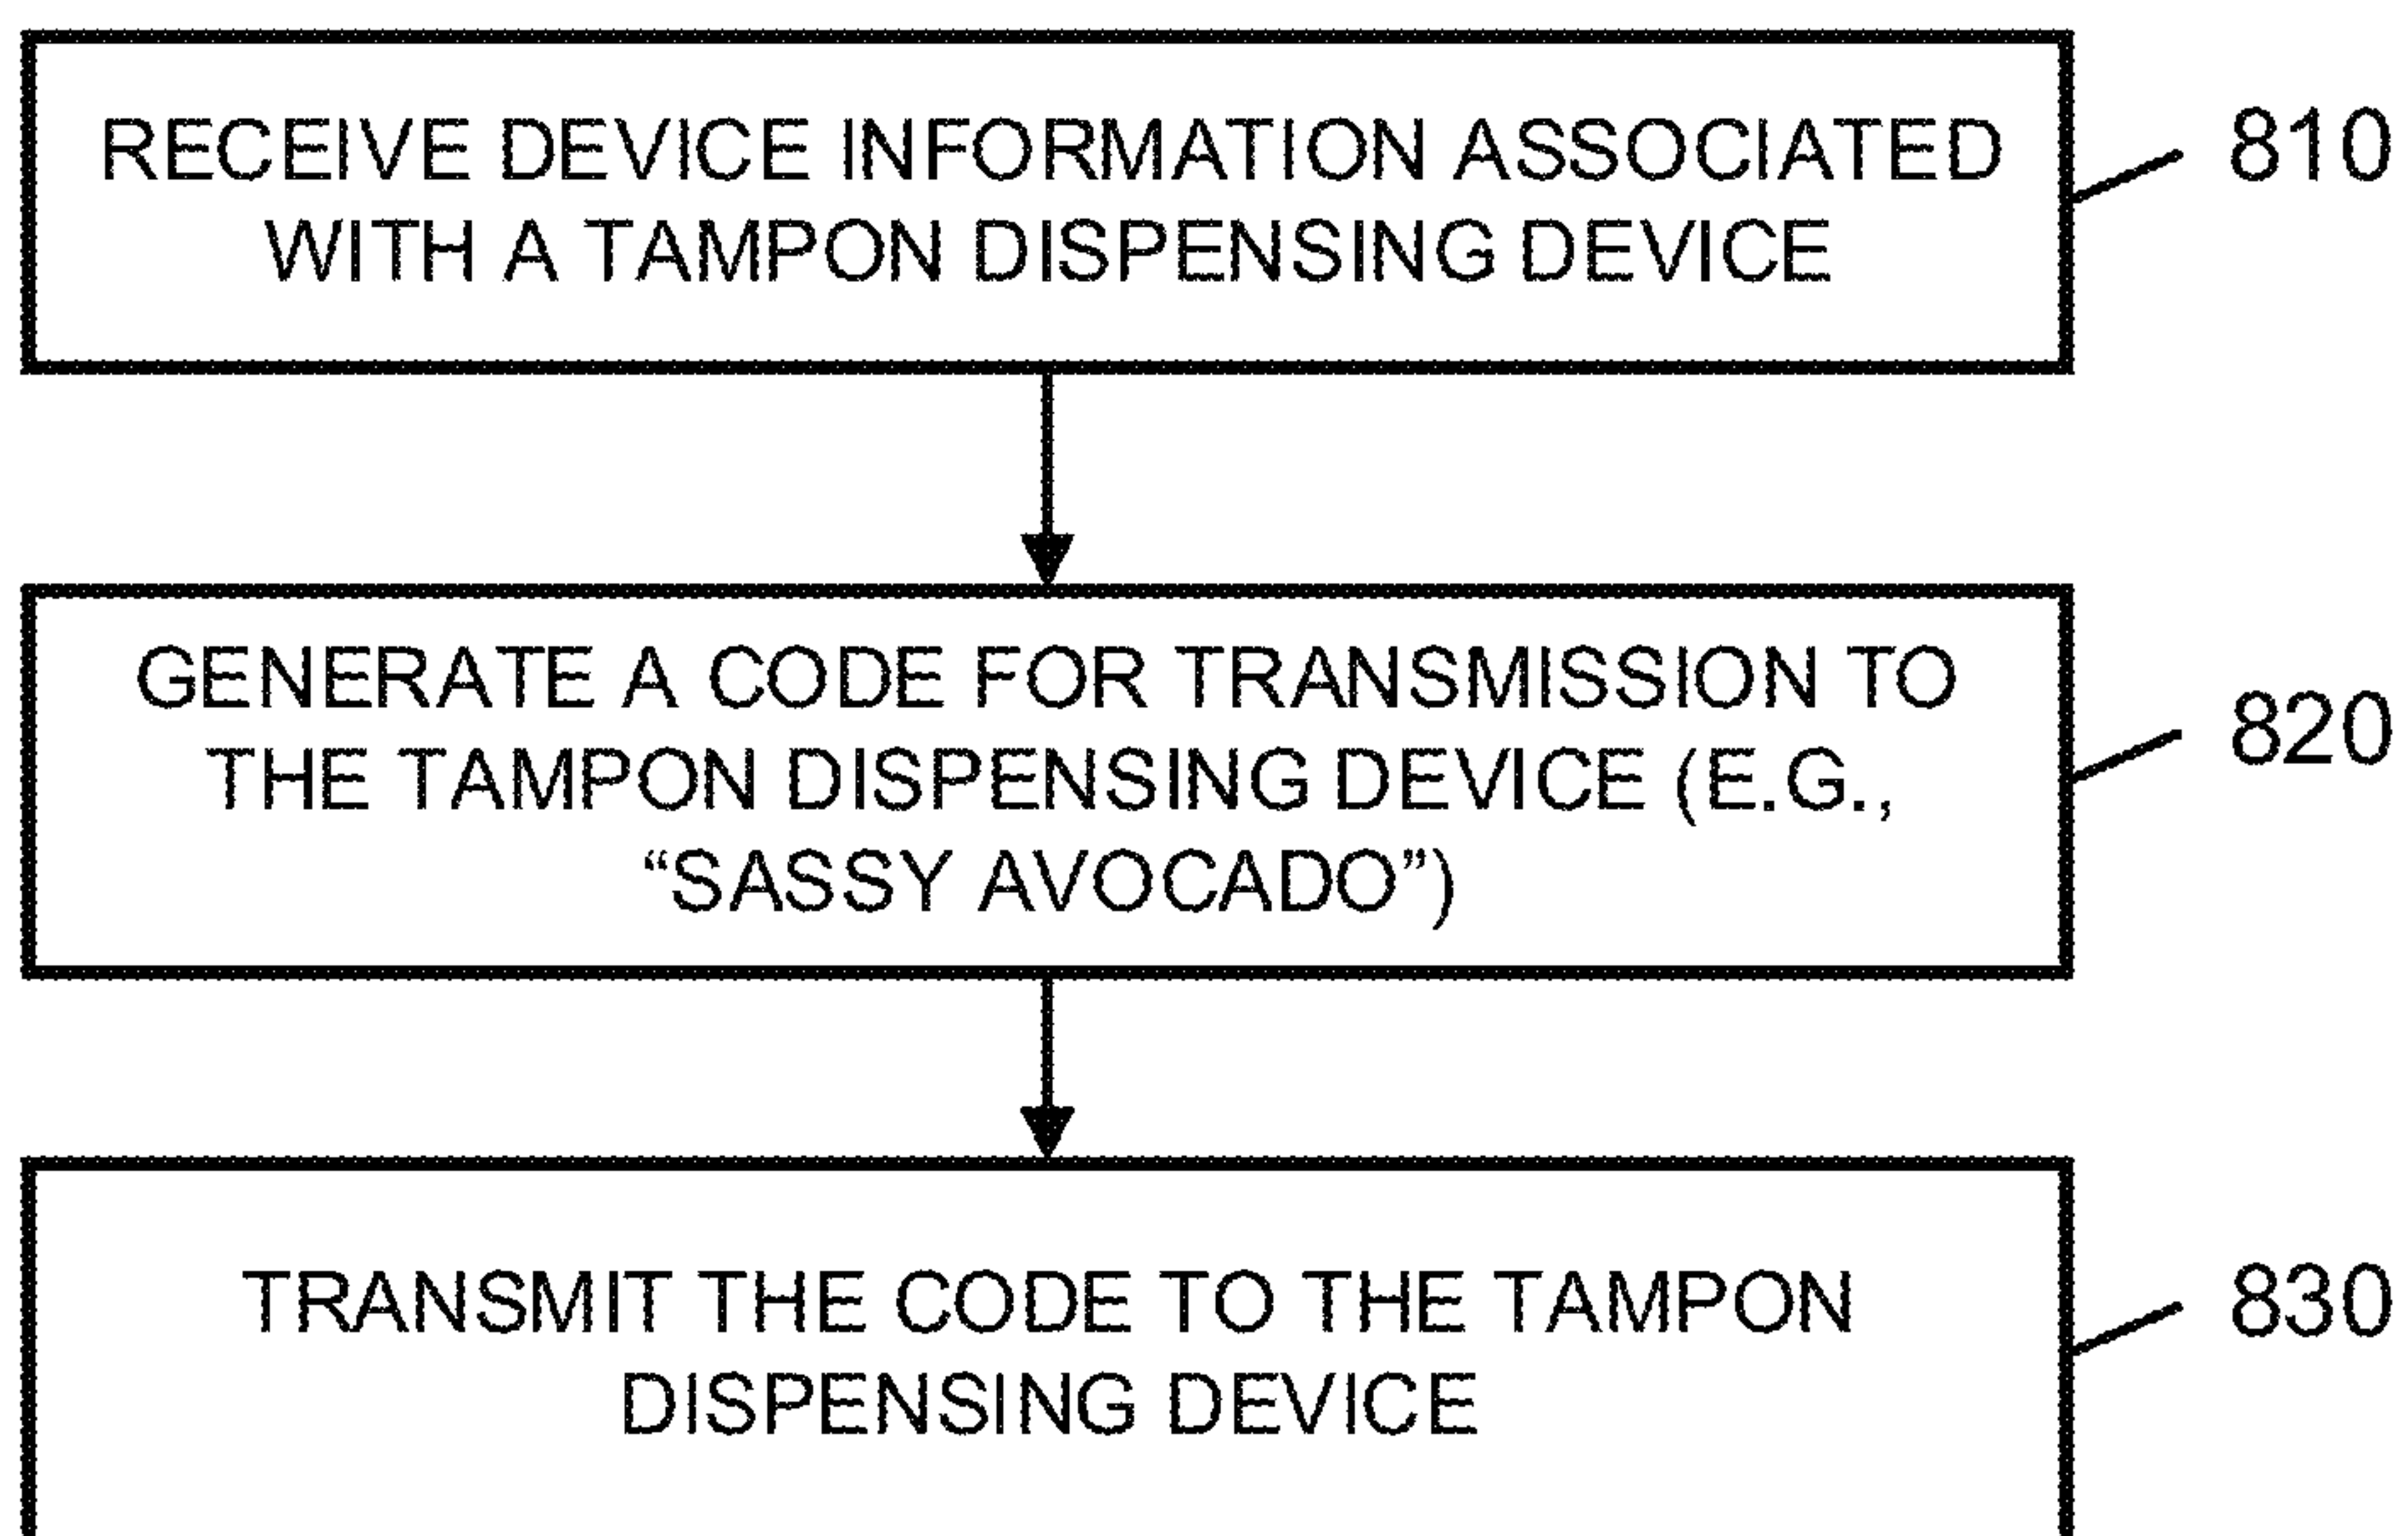 RECEIVE DEVICE INFORMATION ASSOCIATED
WITH A TAMPON DISPENSING DEVICE
810
GENERATE A CODE FOR TRANSMISSION TO
THE TAMPON DISPENSING DEVICE (E.G.,
“SASSY AVOCADO”)
820
TRANSMIT THE CODE TO THE TAMPON
DISPENSING DEVICE
830